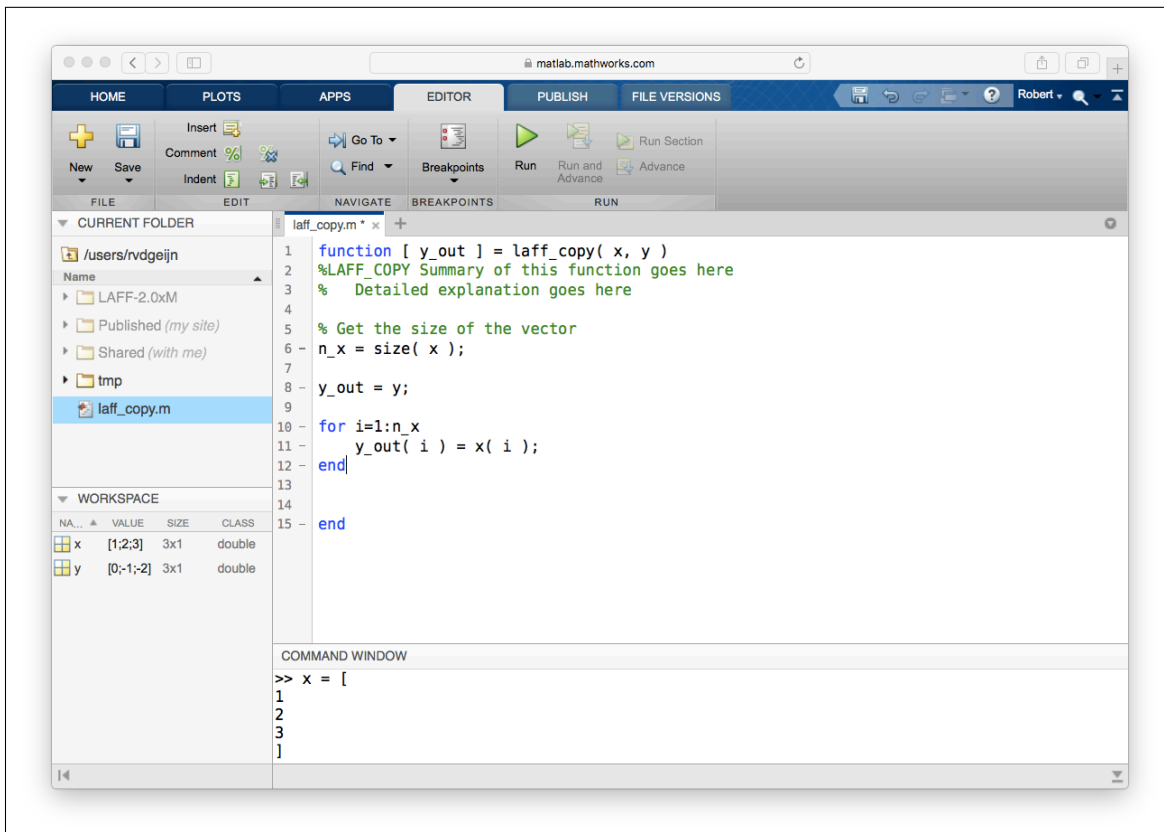 matlab.mathworks.com
HOME PLOTS APPS EDITOR PUBLISH FILE VERSIONS Robert
Insert
Comment
Indent
New Save
Go To
Find
Breakpoints
Run
Run and Advance
Run Section
Advance
FILE EDIT NAVIGATE BREAKPOINTS RUN
CURRENT FOLDER
/users/rvdgeijn
Name
LAFF-2.0xM
Published (my site)
Shared (with me)
tmp
laff_copy.m
WORKSPACE
NA... VALUE SIZE CLASS
x [1;2;3] 3x1 double
y [0;-1;-2] 3x1 double
laff_copy.m * × +
1 function [ y_out ] = laff_copy( x, y )
2 %LAFF_COPY Summary of this function goes here
3 %   Detailed explanation goes here
4
5 % Get the size of the vector
6 – n_x = size( x );
7
8 – y_out = y;
9
10 – for i=1:n_x
11 –     y_out( i ) = x( i );
12 – end
13
14
15 – end
COMMAND WINDOW
>> x = [
1
2
3
]